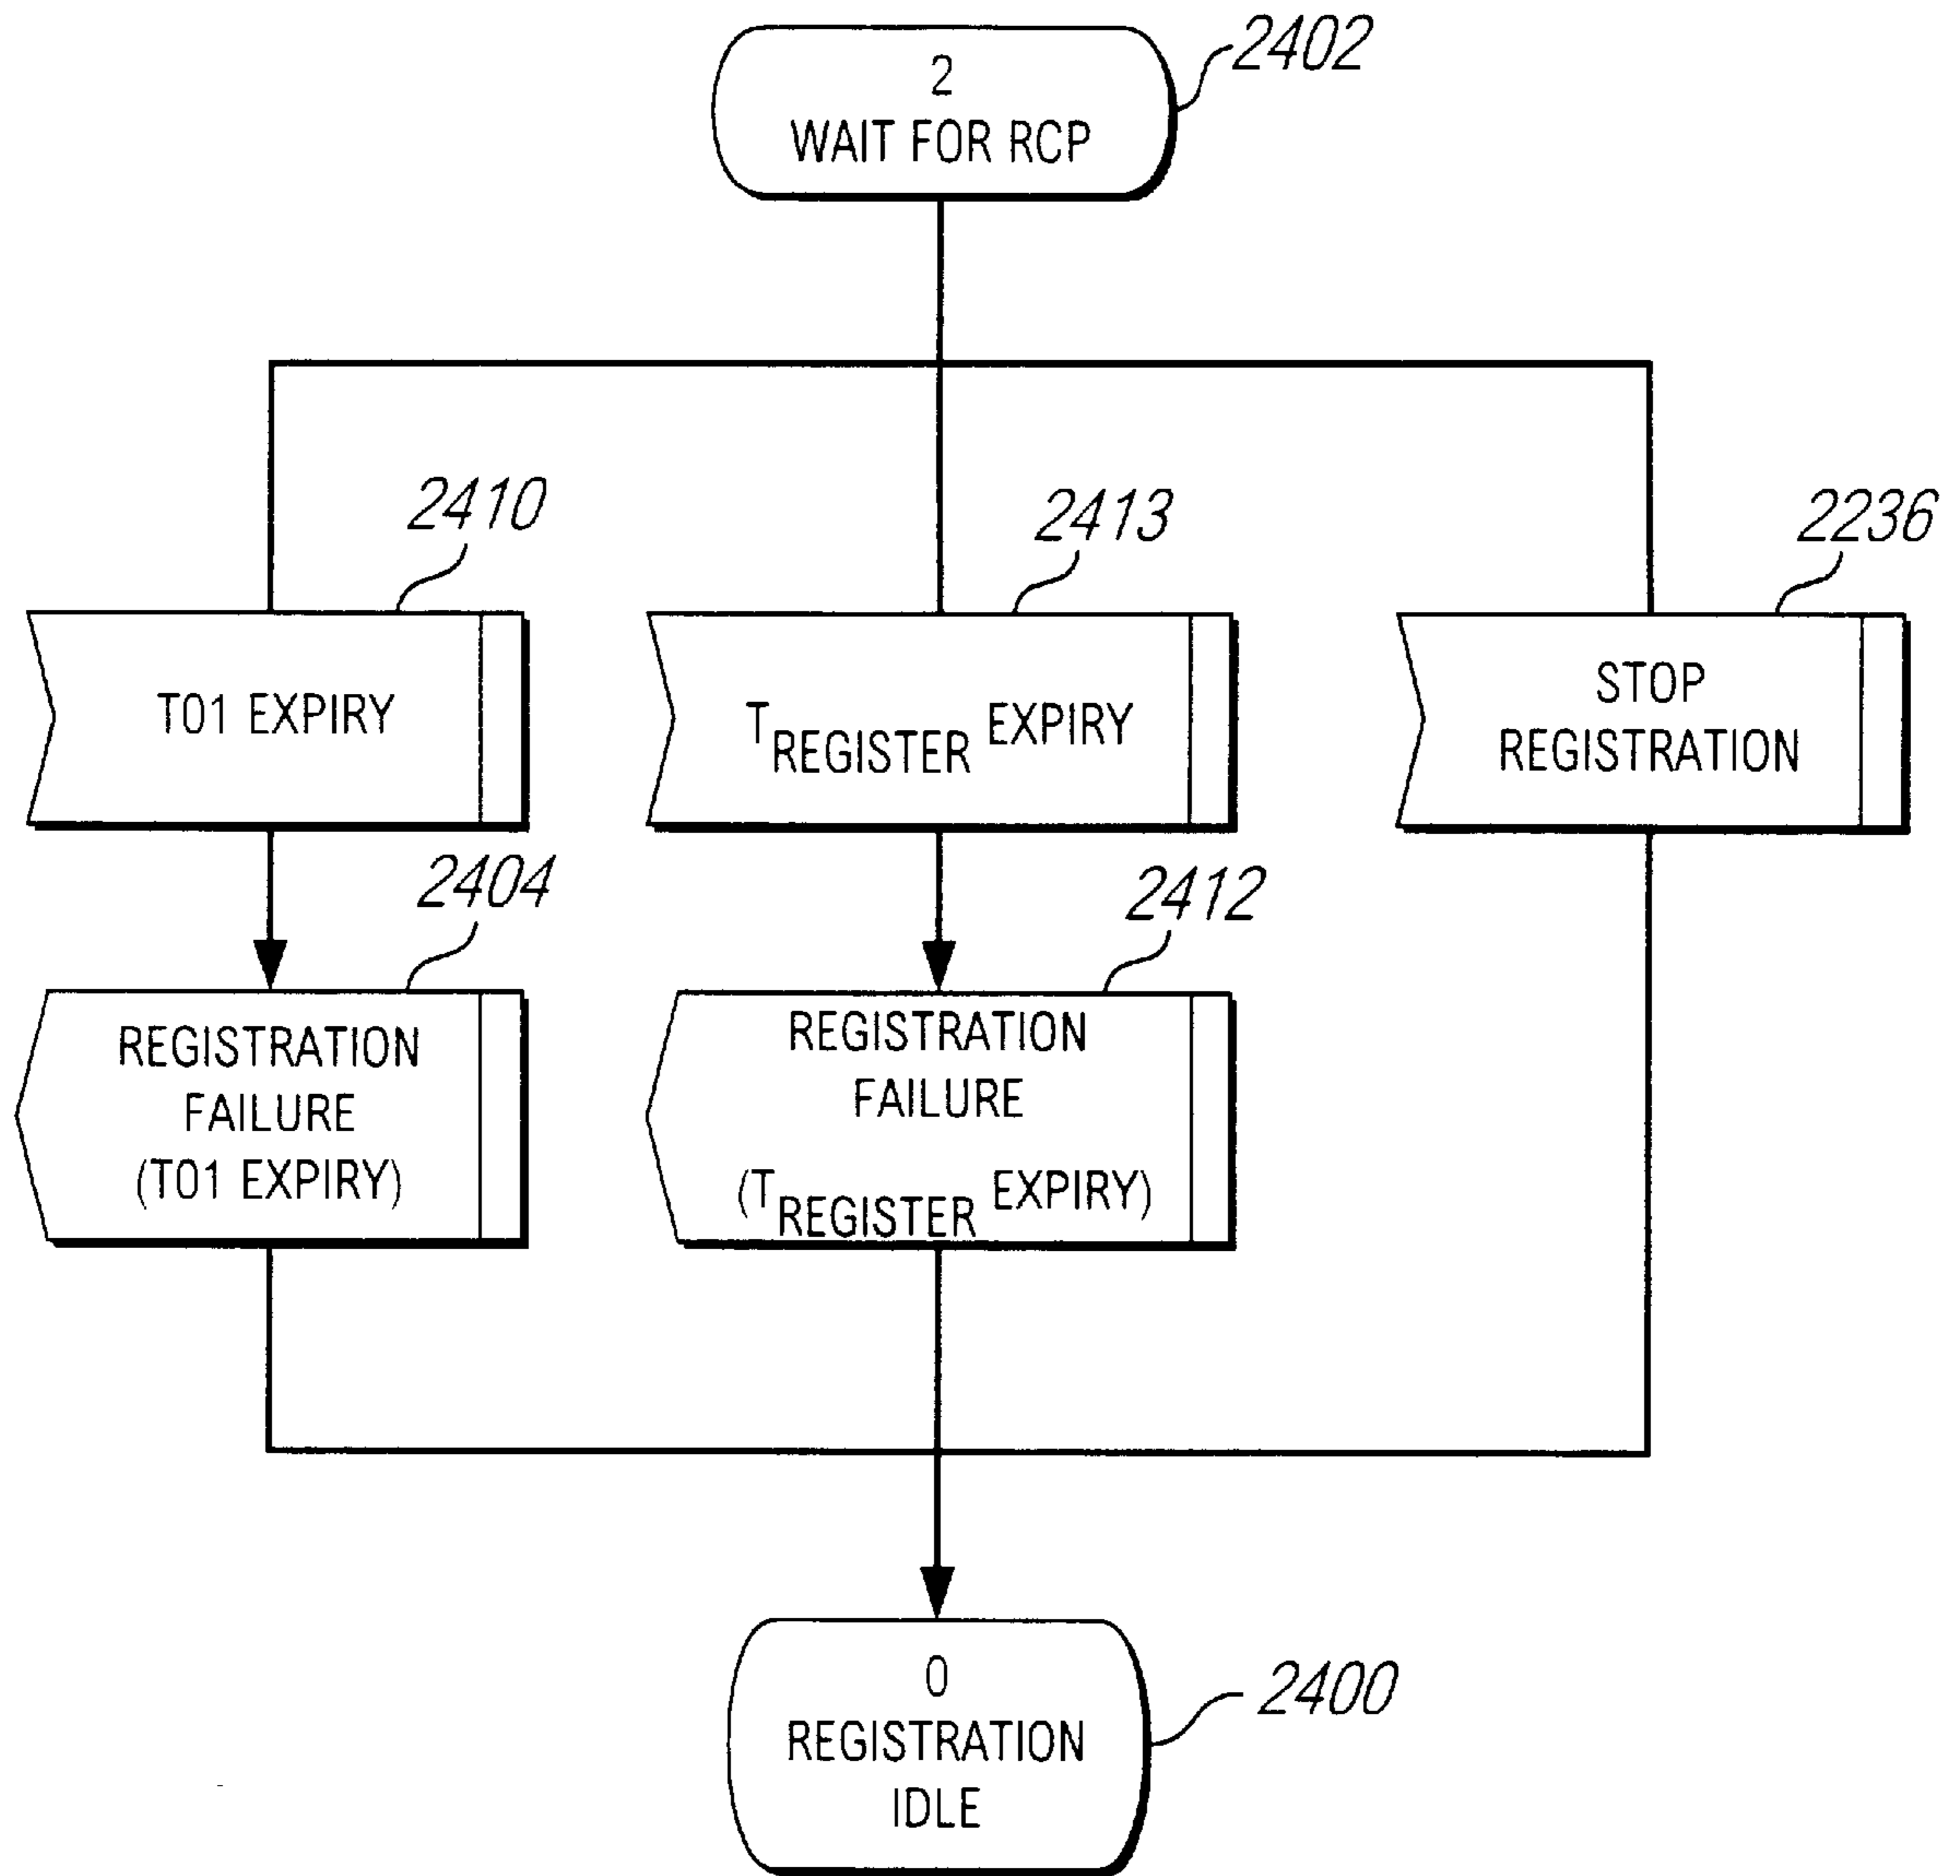 2402
2
WAIT FOR RCP
2410
2413
2236
T01 EXPIRY
TREGISTER EXPIRY
STOP
REGISTRATION
2404
2412
REGISTRATION
FAILURE
(T01 EXPIRY)
REGISTRATION
FAILURE
(TREGISTER EXPIRY)
0
REGISTRATION
IDLE
2400